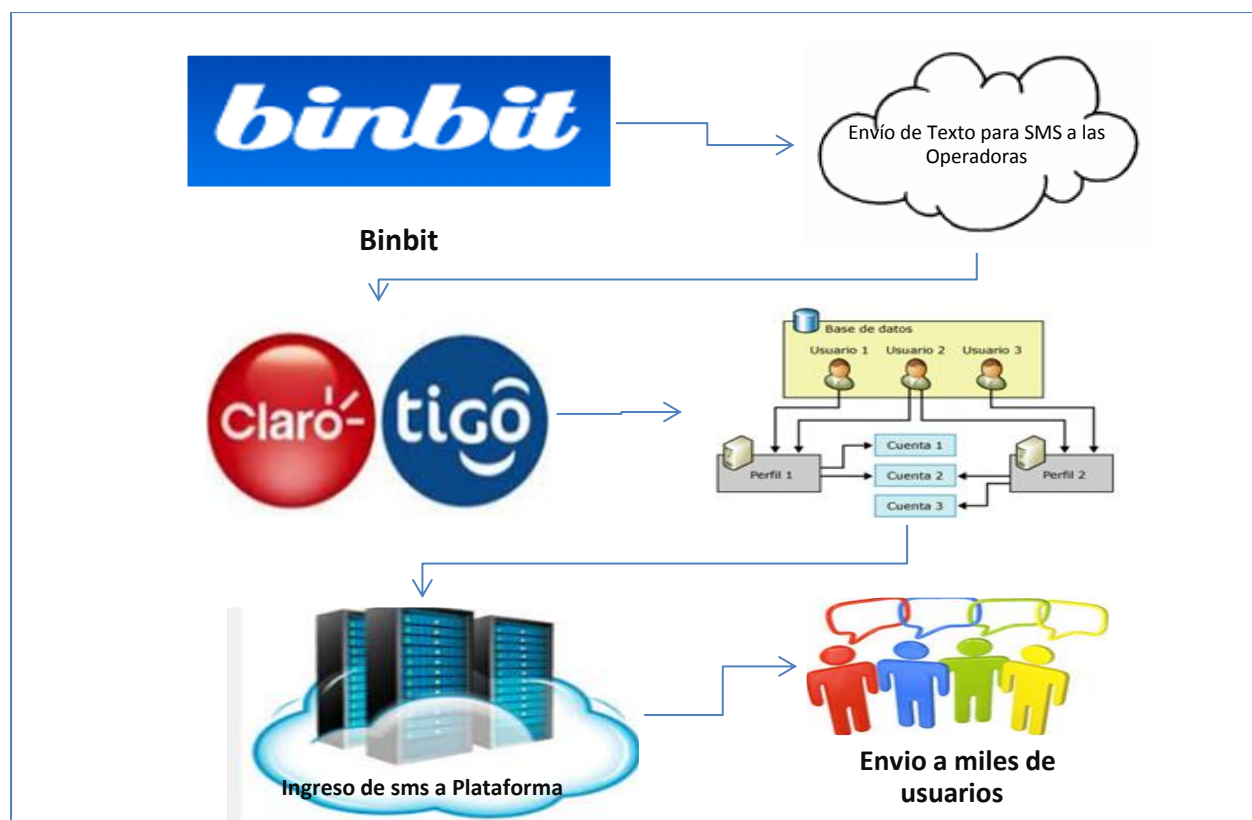 binbit
Envío de Texto para SMS a las
Operadoras
Binbit
Claro
tigo
Base de datos
Usuario 1 Usuario 2 Usuario 3
Cuenta 1
Perfil 1 Cuenta 2 Perfil 2
Cuenta 3
Ingreso de sms a Plataforma
Envio a miles de
usuarios